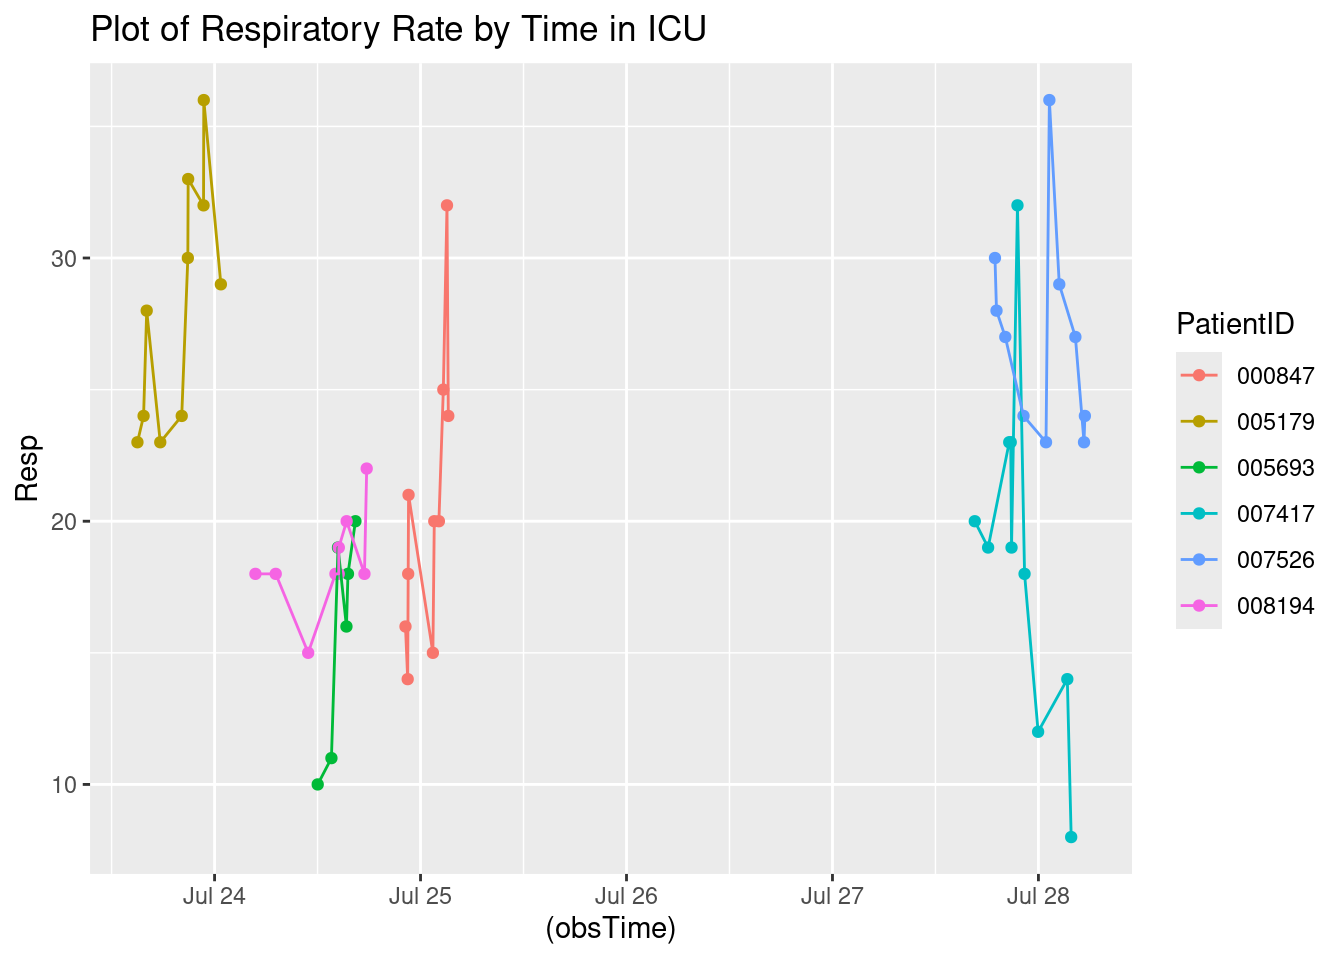 Plot of Respiratory Rate by Time in ICU
Resp
30
20
10
Jul 24 Jul 25 Jul 26 Jul 27 Jul 28
(obsTime)
PatientID
000847
005179
005693
007417
007526
008194